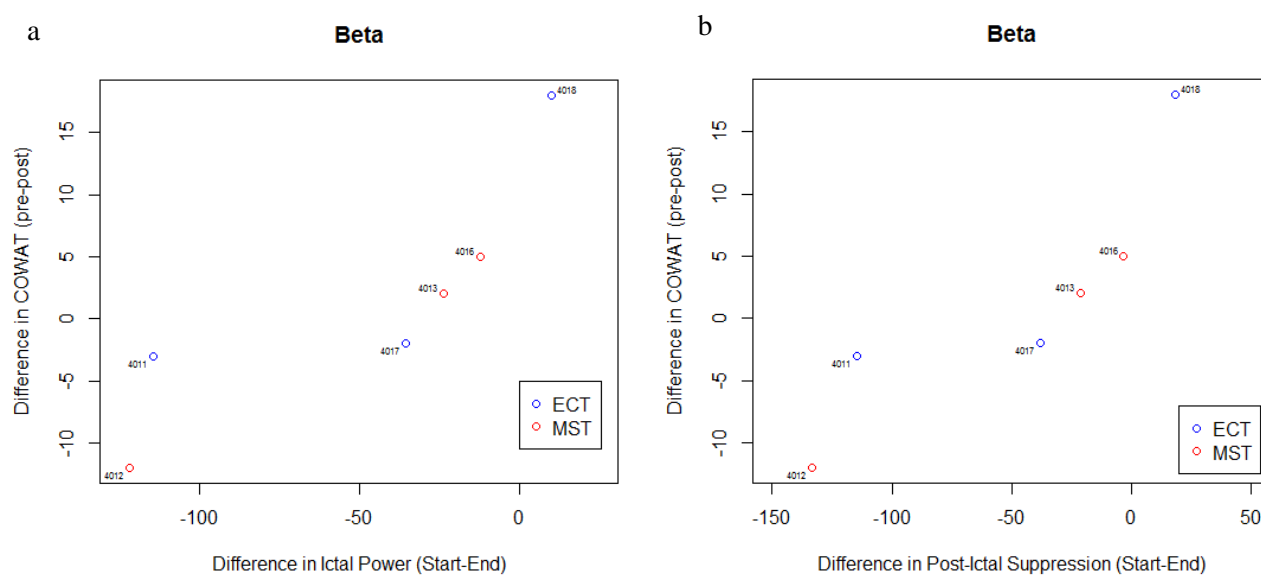 a
Beta
Difference in COWAT (pre-post)
15
10
5
0
-5
-10
4018
4016
4013
4017
4011
4012
ECT
MST
-100
-50
0
Difference in Ictal Power (Start-End)
b
Beta
Difference in COWAT (pre-post)
15
10
5
0
-5
-10
4018
4016
4013
4017
4011
4012
ECT
MST
-150
-100
-50
0
50
Difference in Post-Ictal Suppression (Start-End)